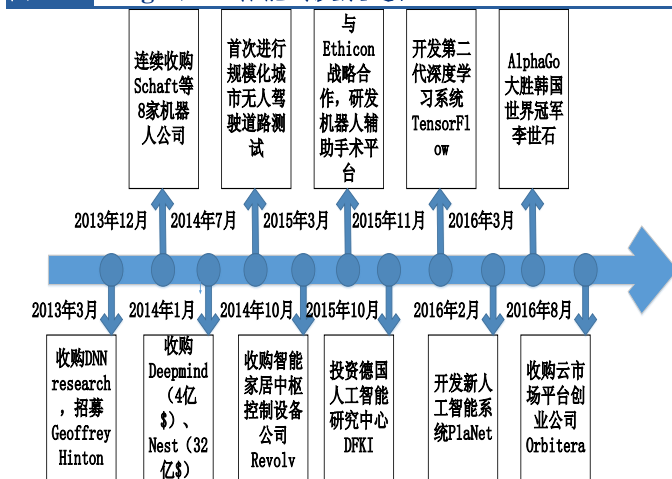 连续收购
Schaft等
8家机器
人公司
首次进行
规模化城
市无人驾
驶道路测
试
与
Ethicon
战略合
作，研发
机器人辅
助手术平
台
开发第二
代深度学
习系统
TensorFl
ow
AlphaGo
大胜韩国
世界冠军
李世石
2013年12月
2014年7月
2015年3月
2015年11月
2016年3月
2013年3月
2014年1月
2014年10月
2015年10月
2016年2月
2016年8月
收购DNN
research
，招募
Geoffrey
Hinton
收购
Deepmind
（4亿
$）、
Nest（32
亿$）
收购智能
家居中枢
控制设备
公司
Revolv
投资德国
人工智能
研究中心
DFKI
开发新人
工智能系
统PlaNet
收购云市
场平台创
业公司
Orbitera